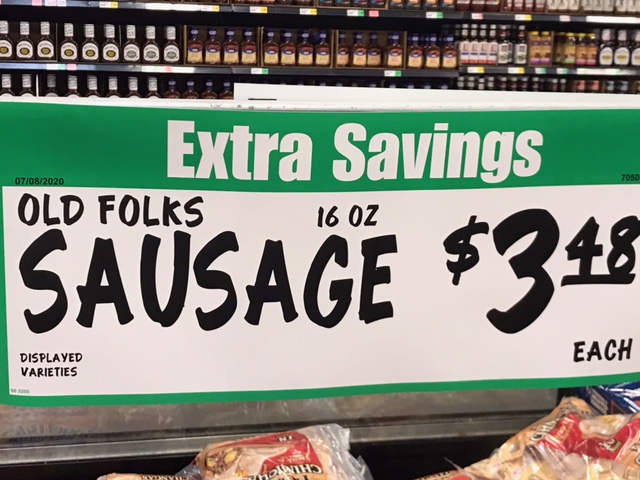 Extra Savings
07/08/2020
7050
OLD FOLKS 16 OZ
SAUSAGE $3 48
EACH
DISPLAYED
VARIETIES